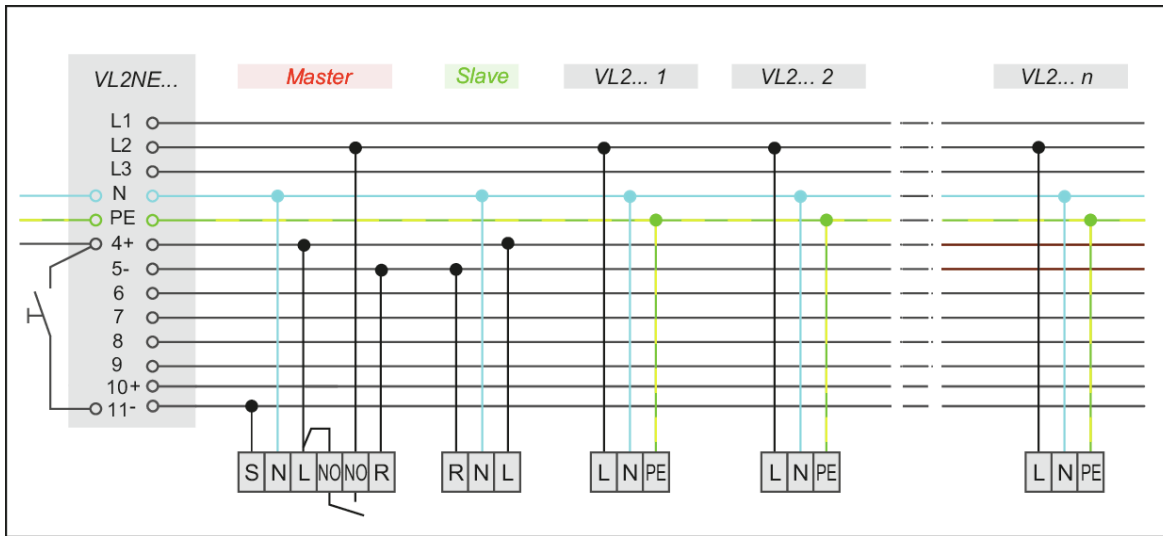 VL2NE... Master Slave VL2... 1 VL2... 2 VL2... n
L1
L2
L3
N
PE
4+
5-
6
7
8
9
10+
11-
S N L NO NO R R N L L N PE L N PE L N PE